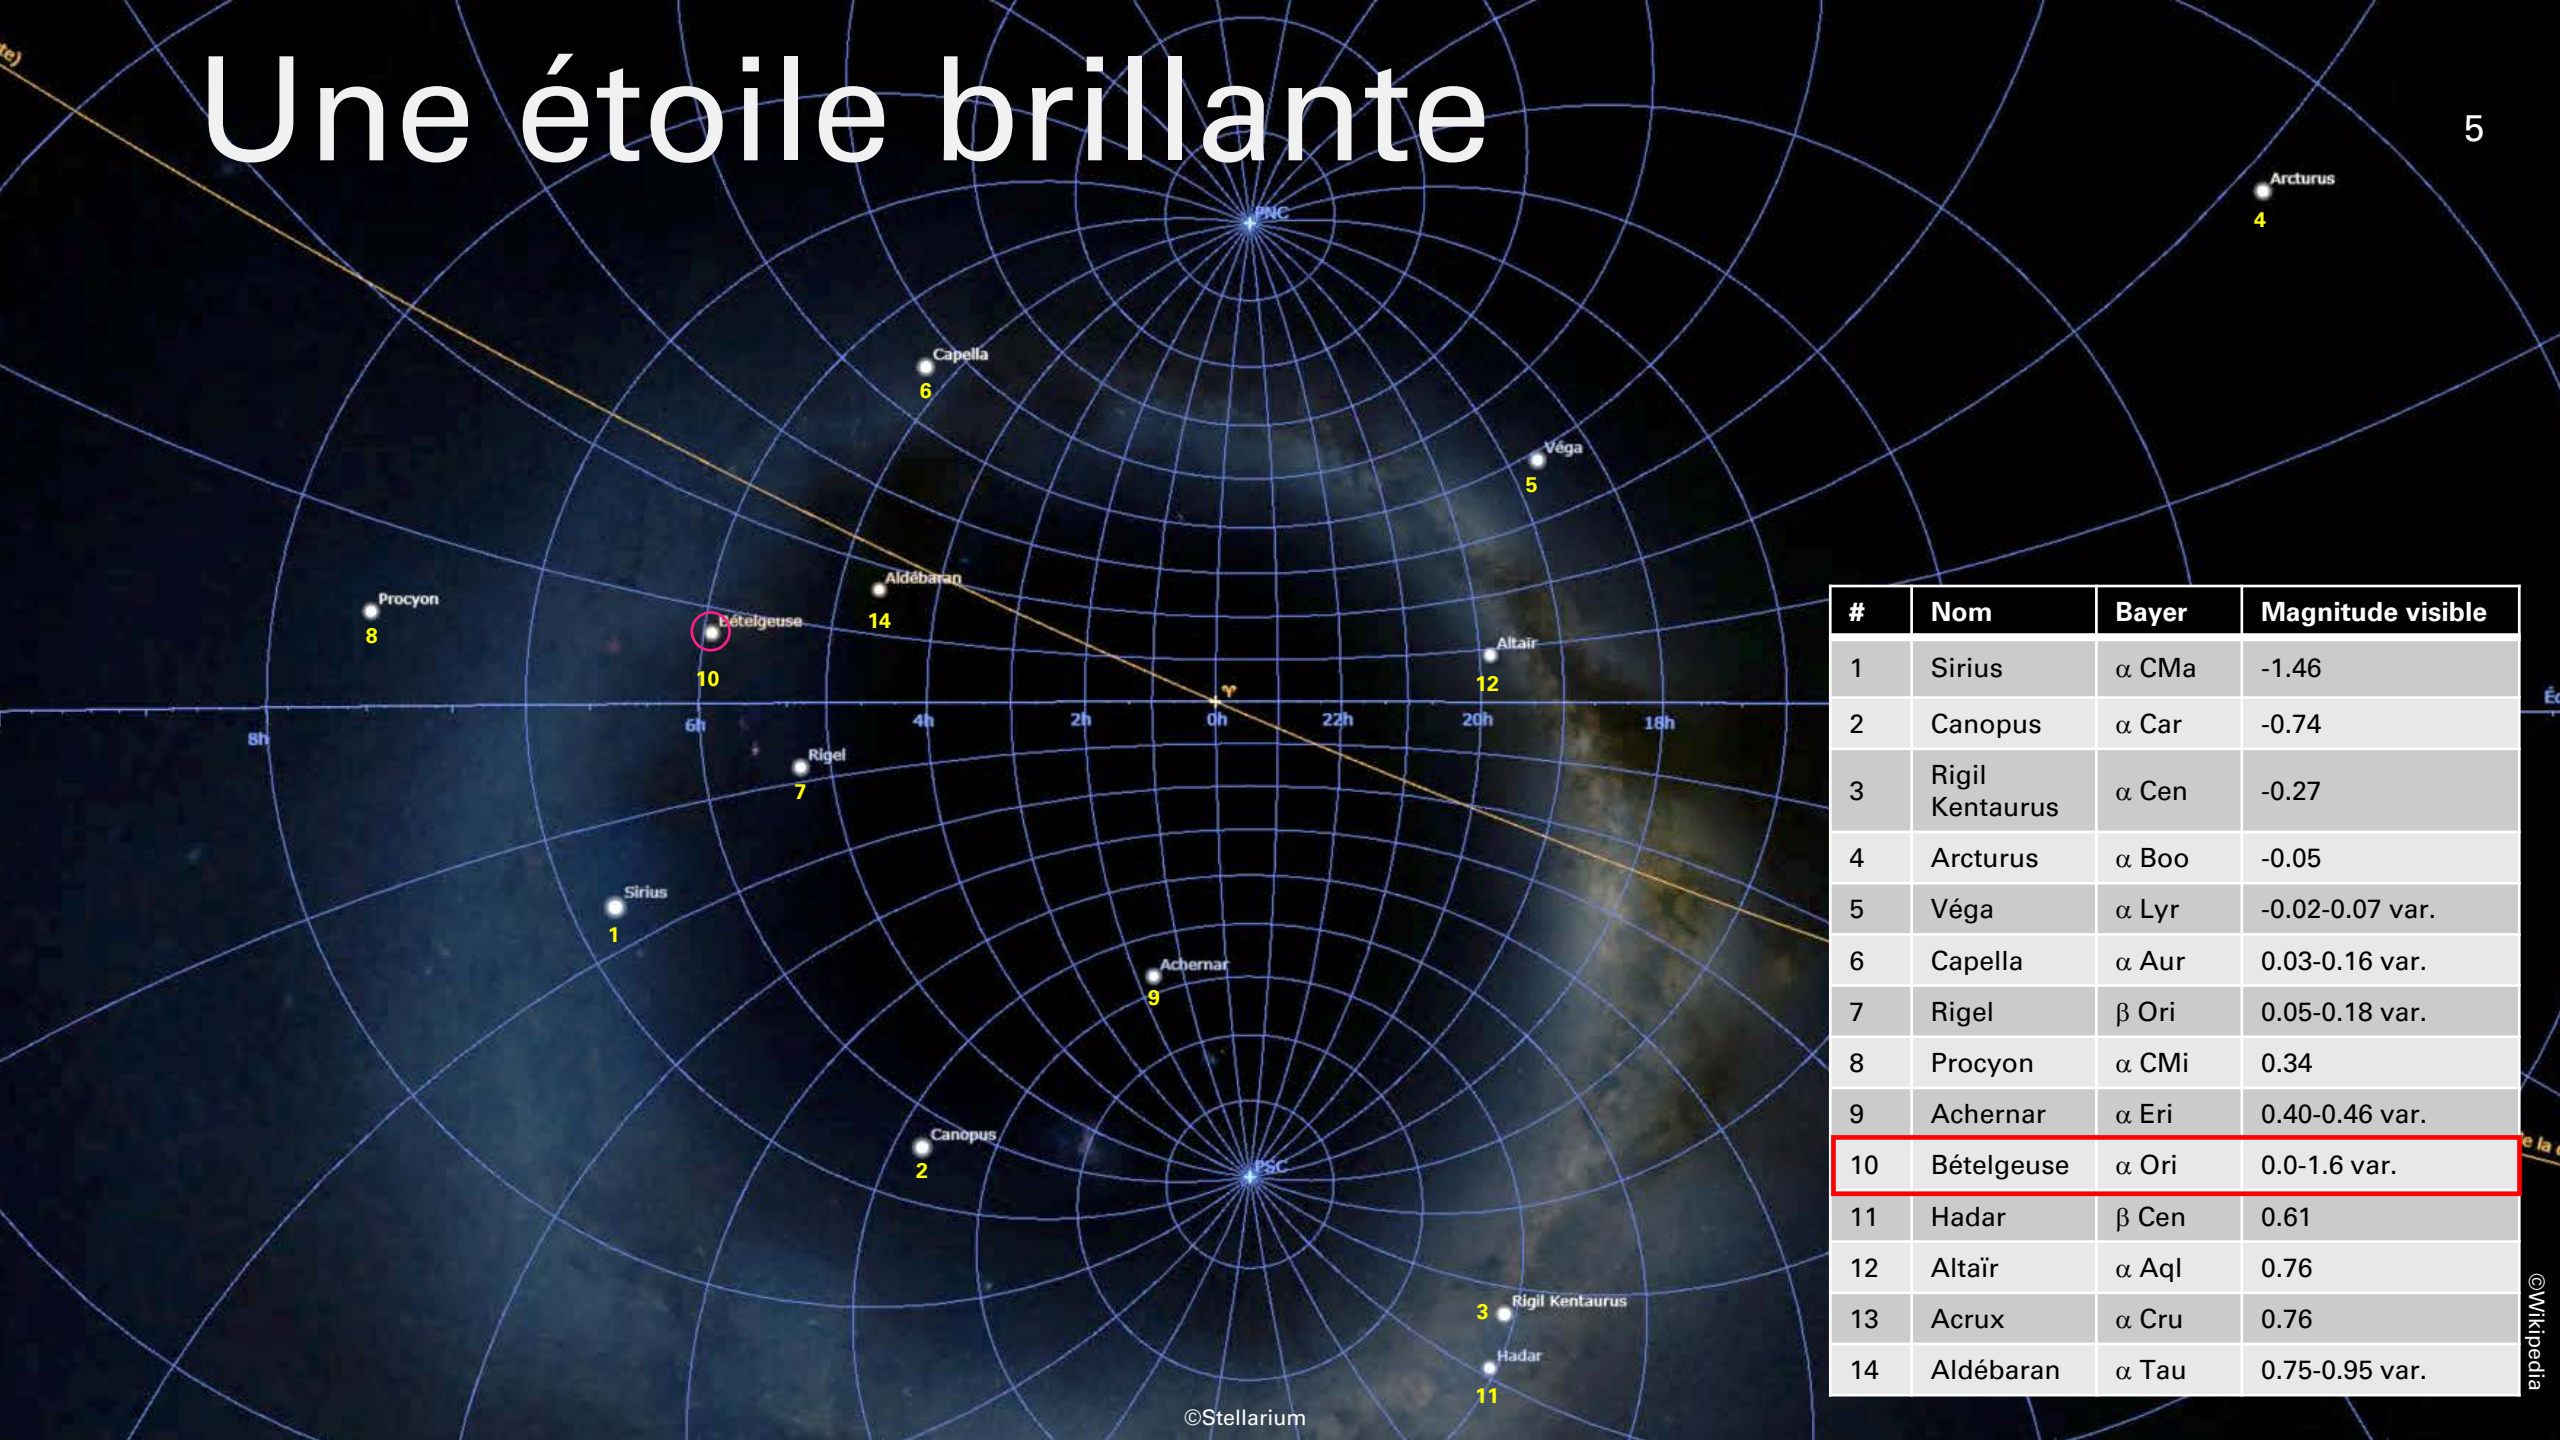 Une étoile brillante
5
te)
Arcturus
4
PNC
Capella
6
Véga
5
Aldébaran
14
Procyon
8
Bételgeuse
10
Altaïr
12
♈
8h
6h
4h
2h
0h
22h
20h
18h
Éc
Rigel
7
Sirius
1
Achernar
9
Canopus
2
PSC
3 Rigil Kentaurus
Hadar
11
# Nom Bayer Magnitude visible
1 Sirius α CMa -1.46
2 Canopus α Car -0.74
3 Rigil Kentaurus α Cen -0.27
4 Arcturus α Boo -0.05
5 Véga α Lyr -0.02-0.07 var.
6 Capella α Aur 0.03-0.16 var.
7 Rigel β Ori 0.05-0.18 var.
8 Procyon α CMi 0.34
9 Achernar α Eri 0.40-0.46 var.
10 Bételgeuse α Ori 0.0-1.6 var.
11 Hadar β Cen 0.61
12 Altaïr α Aql 0.76
13 Acrux α Cru 0.76
14 Aldébaran α Tau 0.75-0.95 var.
e la
©Wikipedia
©Stellarium